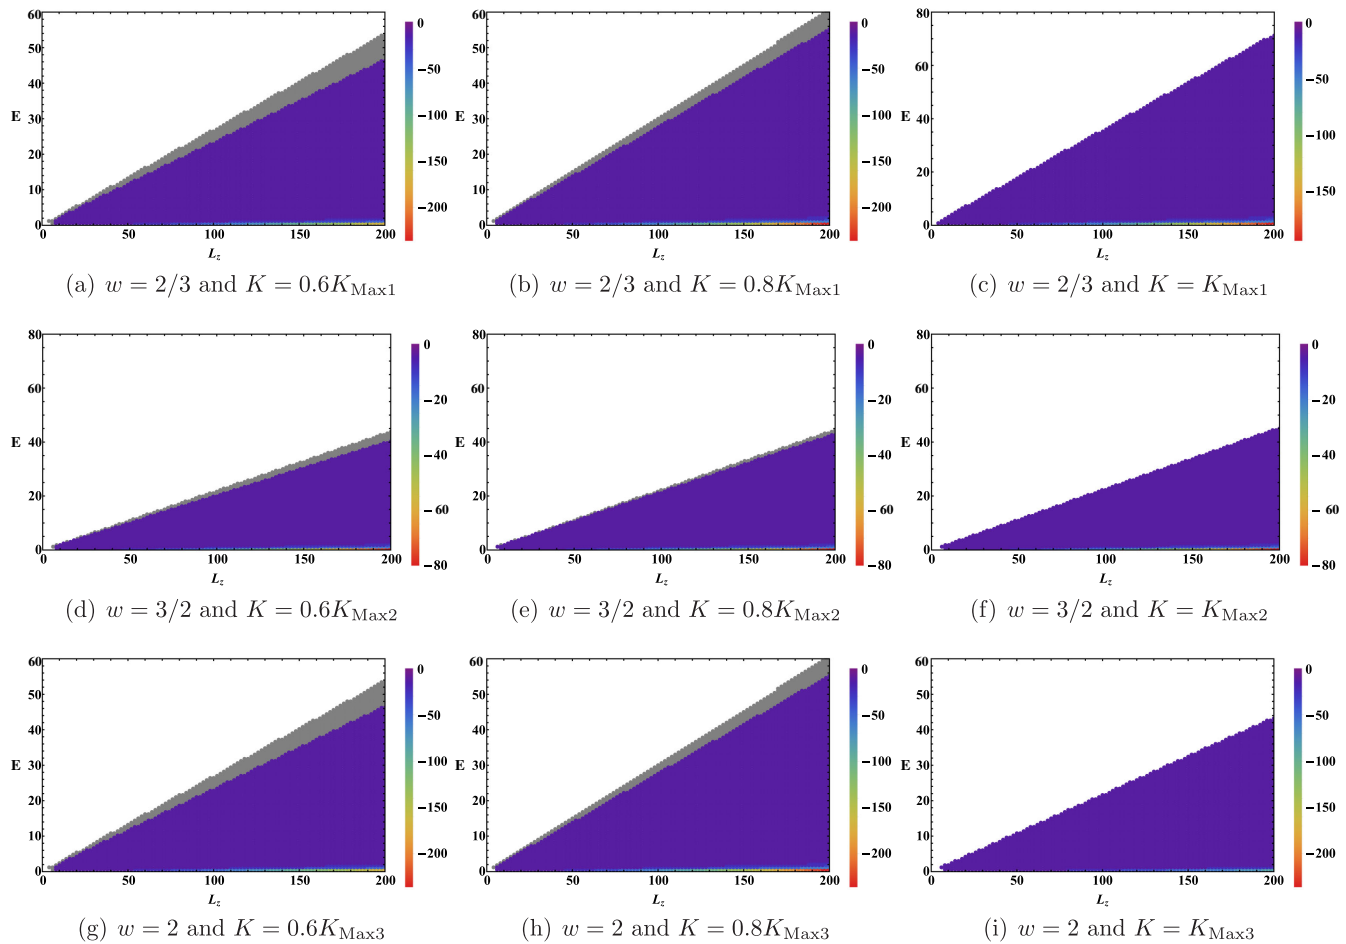 60
50
40
E 30
20
10
0
0 50 100 150 200
L_z
0
−50
−100
−150
−200
(a) w = 2/3 and K = 0.6K_Max1
60
50
40
E 30
20
10
0
0 50 100 150 200
L_z
0
−50
−100
−150
−200
(b) w = 2/3 and K = 0.8K_Max1
80
60
E 40
20
0
0 50 100 150 200
L_z
0
−50
−100
−150
(c) w = 2/3 and K = K_Max1
80
60
E 40
20
0
0 50 100 150 200
L_z
0
−20
−40
−60
−80
(d) w = 3/2 and K = 0.6K_Max2
80
60
E 40
20
0
0 50 100 150 200
L_z
0
−20
−40
−60
−80
(e) w = 3/2 and K = 0.8K_Max2
80
60
E 40
20
0
0 50 100 150 200
L_z
0
−20
−40
−60
−80
(f) w = 3/2 and K = K_Max2
60
50
40
E 30
20
10
0
0 50 100 150 200
L_z
0
−50
−100
−150
−200
(g) w = 2 and K = 0.6K_Max3
60
50
40
E 30
20
10
0
0 50 100 150 200
L_z
0
−50
−100
−150
−200
(h) w = 2 and K = 0.8K_Max3
60
50
40
E 30
20
10
0
0 50 100 150 200
L_z
0
−50
−100
−150
−200
(i) w = 2 and K = K_Max3